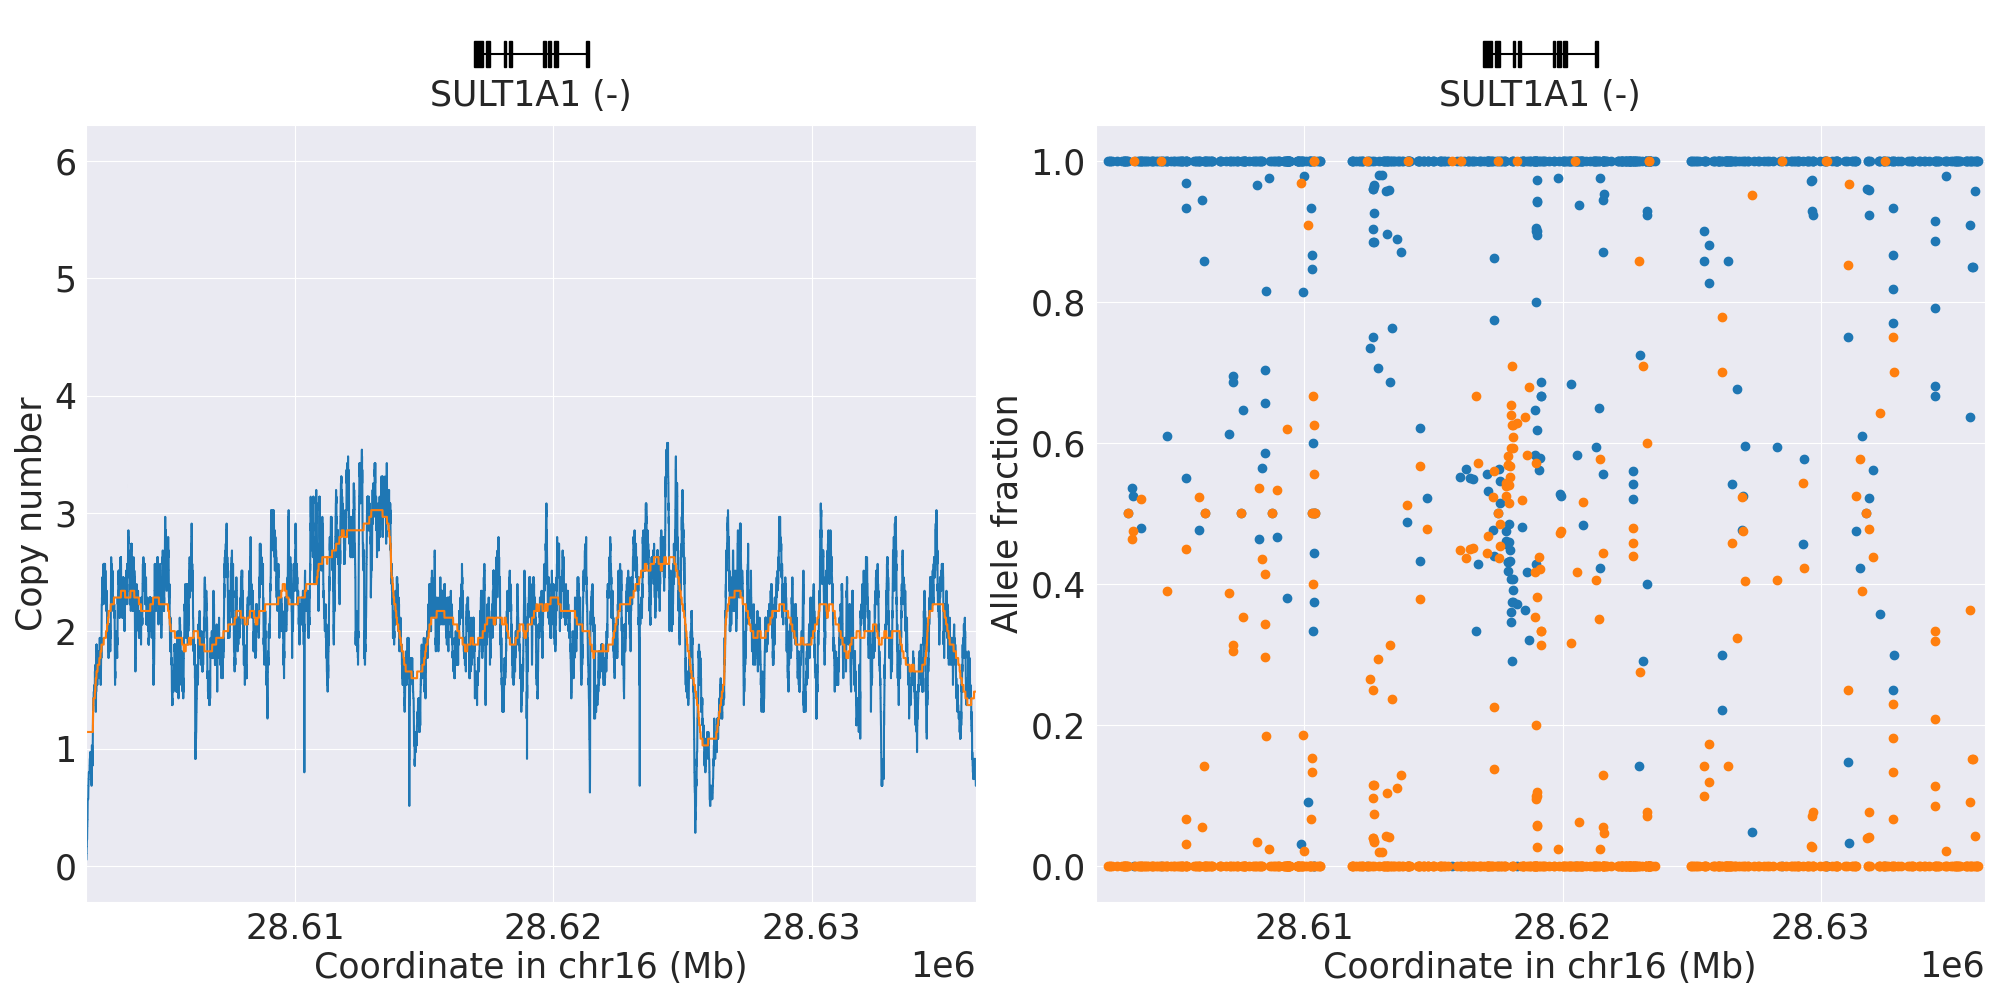 SULT1A1 (-)
6
5
4
3
2
1
0
Copy number
28.61
28.62
28.63
Coordinate in chr16 (Mb)
1e6
SULT1A1 (-)
1.0
0.8
0.6
0.4
0.2
0.0
Allele fraction
28.61
28.62
28.63
Coordinate in chr16 (Mb)
1e6